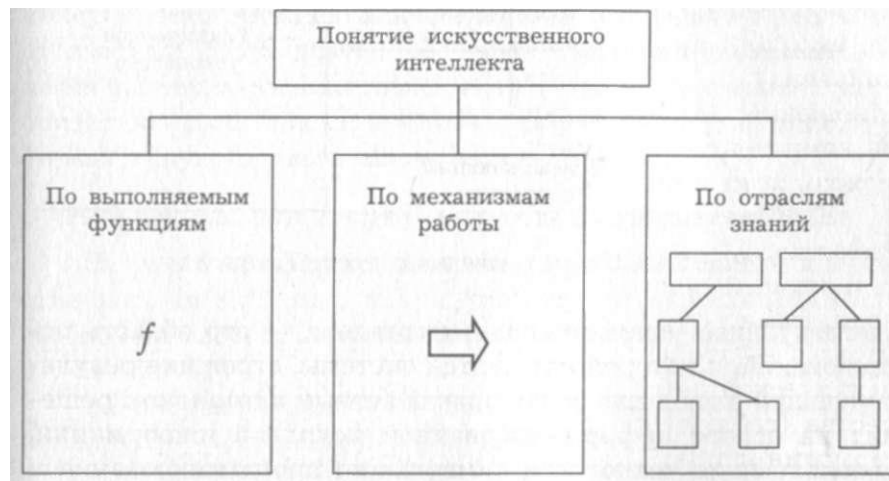 Понятие искусственного
интеллекта
По выполняемым
функциям
f
По механизмам
работы
По отраслям
знаний